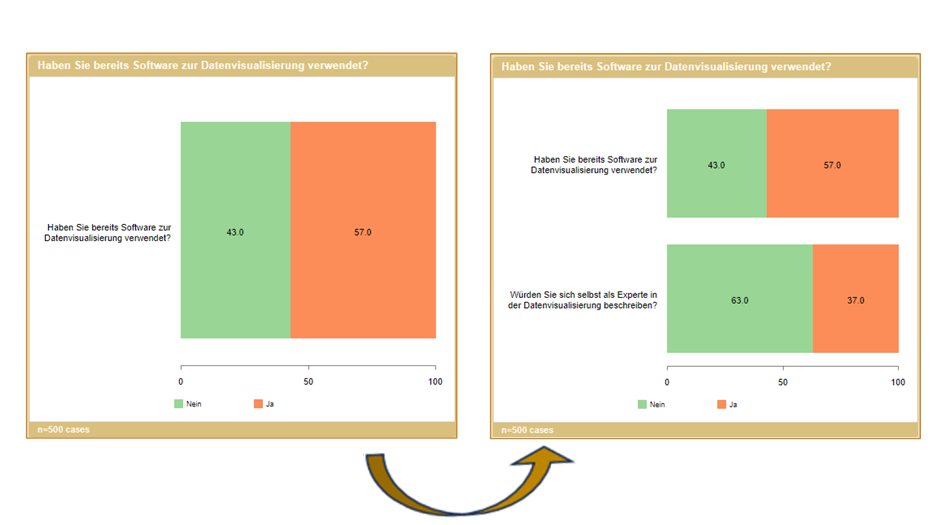 Haben Sie bereits Software zur Datenvisualisierung verwendet?
Haben Sie bereits Software zur
Datenvisualisierung verwendet?
43.0
57.0
0
50
100
Nein
Ja
n=500 cases
Haben Sie bereits Software zur Datenvisualisierung verwendet?
Haben Sie bereits Software zur
Datenvisualisierung verwendet?
43.0
57.0
Würden Sie sich selbst als Experte in
der Datenvisualisierung beschreiben?
63.0
37.0
0
50
100
Nein
Ja
n=500 cases